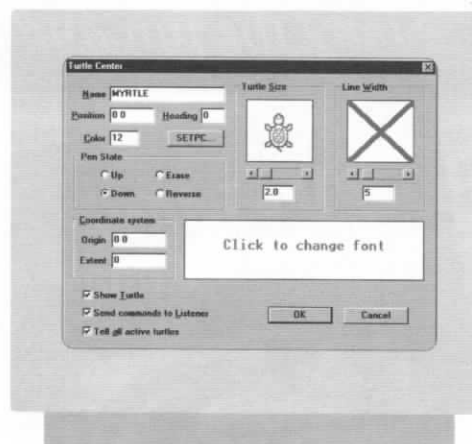 Turtle Center
Name MYRTLE
Position 0 0 Heading 0
Color 12 SETPC...
Pen State
Up Erase
Down Reverse
Turtle Size
2.0
Line Width
5
Coordinate system
Origin 0 0
Extent 0
Click to change font
Show Turtle
Send commands to Listener
Tell all active turtles
OK Cancel